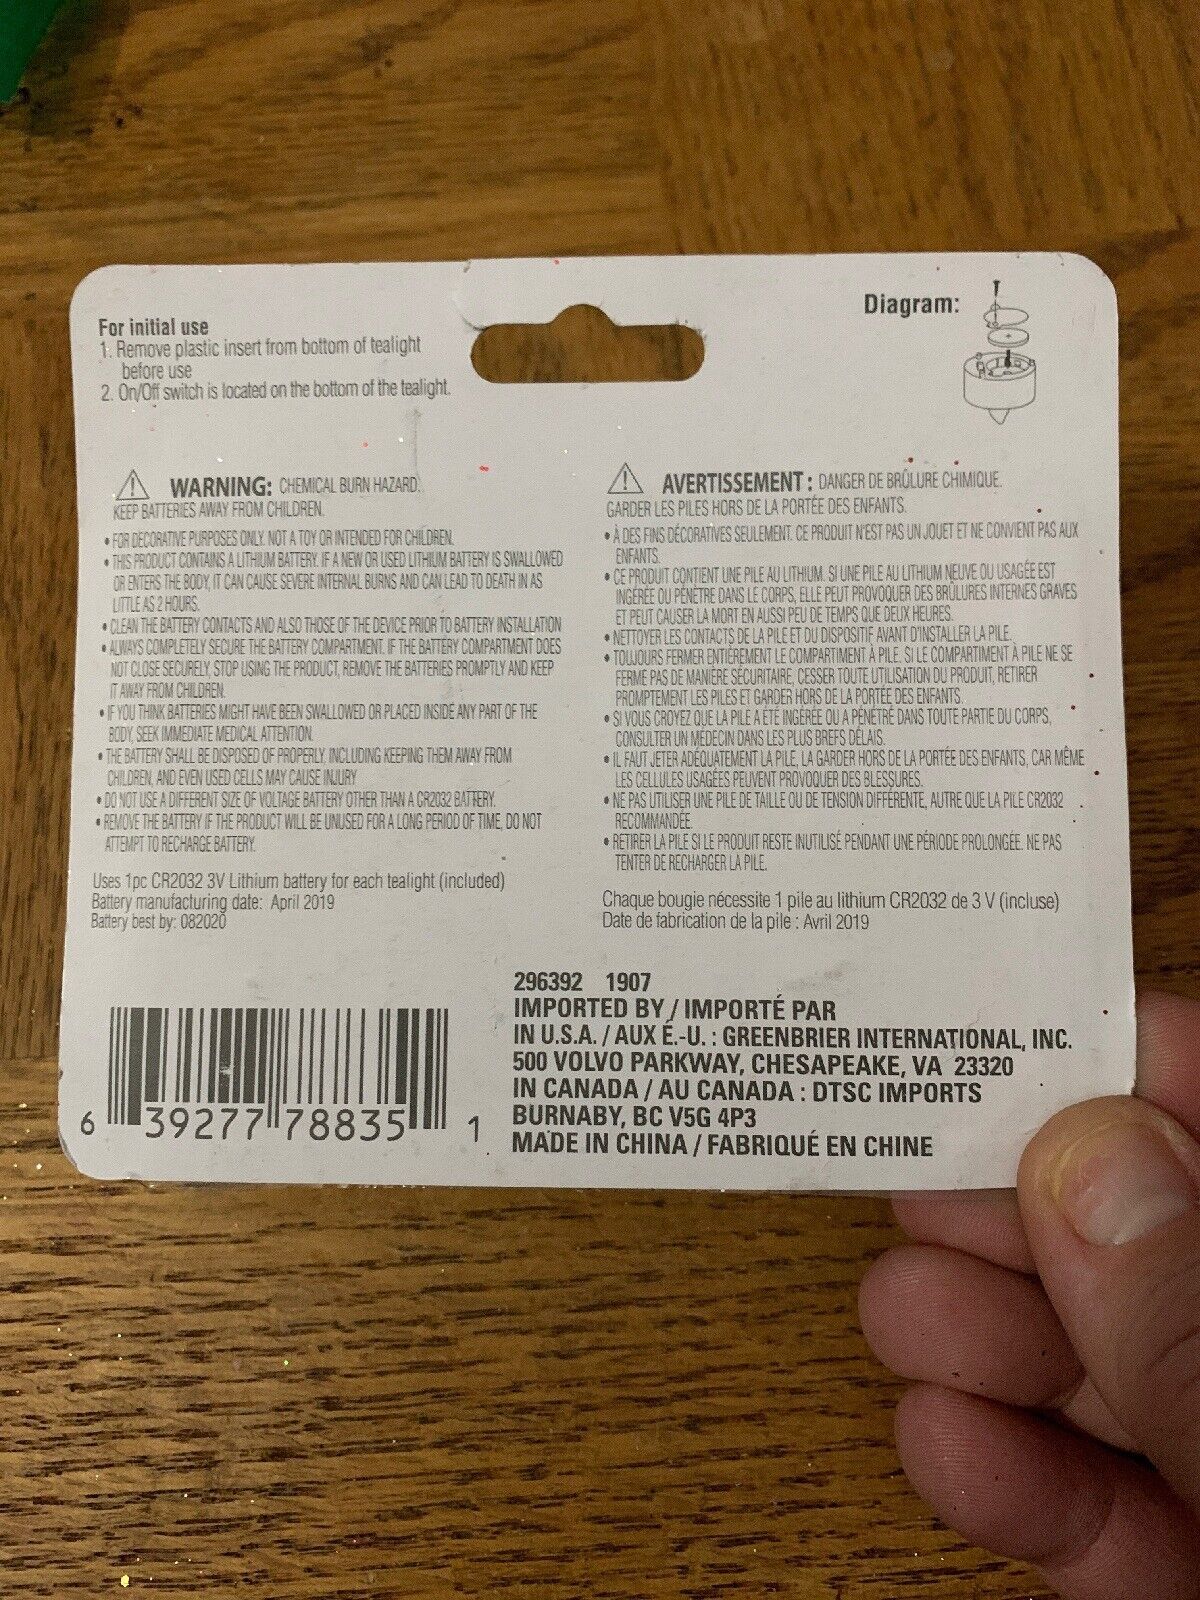 For initial use
1. Remove plastic insert from bottom of tealight
before use
2. On/Off switch is located on the bottom of the tealight.
Diagram:
WARNING: CHEMICAL BURN HAZARD.
KEEP BATTERIES AWAY FROM CHILDREN.
• FOR DECORATIVE PURPOSES ONLY. NOT A TOY OR INTENDED FOR CHILDREN.
• THIS PRODUCT CONTAINS A LITHIUM BATTERY. IF A NEW OR USED LITHIUM BATTERY IS SWALLOWED
OR ENTERS THE BODY, IT CAN CAUSE SEVERE INTERNAL BURNS AND CAN LEAD TO DEATH IN AS
LITTLE AS 2 HOURS.
• CLEAN THE BATTERY CONTACTS AND ALSO THOSE OF THE DEVICE PRIOR TO BATTERY INSTALLATION
• ALWAYS COMPLETELY SECURE THE BATTERY COMPARTMENT. IF THE BATTERY COMPARTMENT DOES
NOT CLOSE SECURELY, STOP USING THE PRODUCT, REMOVE THE BATTERIES PROMPTLY AND KEEP
IT AWAY FROM CHILDREN.
• IF YOU THINK BATTERIES MIGHT HAVE BEEN SWALLOWED OR PLACED INSIDE ANY PART OF THE
BODY, SEEK IMMEDIATE MEDICAL ATTENTION.
• THE BATTERY SHALL BE DISPOSED OF PROPERLY, INCLUDING KEEPING THEM AWAY FROM
CHILDREN, AND EVEN USED CELLS MAY CAUSE INJURY
• DO NOT USE A DIFFERENT SIZE OF VOLTAGE BATTERY OTHER THAN A CR2032 BATTERY.
• REMOVE THE BATTERY IF THE PRODUCT WILL BE UNUSED FOR A LONG PERIOD OF TIME, DO NOT
ATTEMPT TO RECHARGE BATTERY.
Uses 1pc CR2032 3V Lithium battery for each tealight (included)
Battery manufacturing date: April 2019
Battery best by: 082020
AVERTISSEMENT : DANGER DE BRÛLURE CHIMIQUE.
GARDER LES PILES HORS DE LA PORTÉE DES ENFANTS.
• À DES FINS DÉCORATIVES SEULEMENT. CE PRODUIT N'EST PAS UN JOUET ET NE CONVIENT PAS AUX
ENFANTS.
• CE PRODUIT CONTIENT UNE PILE AU LITHIUM. SI UNE PILE AU LITHIUM NEUVE OU USAGÉE EST
INGÉRÉE OU PÉNÈTRE DANS LE CORPS, ELLE PEUT PROVOQUER DES BRÛLURES INTERNES GRAVES
ET PEUT CAUSER LA MORT EN AUSSI PEU DE TEMPS QUE DEUX HEURES.
• NETTOYER LES CONTACTS DE LA PILE ET DU DISPOSITIF AVANT D'INSTALLER LA PILE.
• TOUJOURS FERMER ENTIÈREMENT LE COMPARTIMENT À PILE. SI LE COMPARTIMENT À PILE NE SE
FERME PAS DE MANIÈRE SÉCURITAIRE, CESSER TOUTE UTILISATION DU PRODUIT, RETIRER
PROMPTEMENT LES PILES ET GARDER HORS DE LA PORTÉE DES ENFANTS.
• SI VOUS CROYEZ QUE LA PILE A ÉTÉ INGÉRÉE OU A PÉNÉTRÉ DANS TOUTE PARTIE DU CORPS,
CONSULTER UN MÉDECIN DANS LES PLUS BREFS DÉLAIS.
• IL FAUT JETER ADÉQUATEMENT LA PILE, LA GARDER HORS DE LA PORTÉE DES ENFANTS, CAR MÊME
LES CELLULES USAGÉES PEUVENT PROVOQUER DES BLESSURES.
• NE PAS UTILISER UNE PILE DE TAILLE OU DE TENSION DIFFÉRENTE, AUTRE QUE LA PILE CR2032
RECOMMANDÉE.
• RETIRER LA PILE SI LE PRODUIT RESTE INUTILISÉ PENDANT UNE PÉRIODE PROLONGÉE. NE PAS
TENTER DE RECHARGER LA PILE.
Chaque bougie nécessite 1 pile au lithium CR2032 de 3 V (incluse)
Date de fabrication de la pile : Avril 2019
6 39277 78835 1
296392 1907
IMPORTED BY / IMPORTÉ PAR
IN U.S.A. / AUX É.-U. : GREENBRIER INTERNATIONAL, INC.
500 VOLVO PARKWAY, CHESAPEAKE, VA 23320
IN CANADA / AU CANADA : DTSC IMPORTS
BURNABY, BC V5G 4P3
MADE IN CHINA / FABRIQUÉ EN CHINE